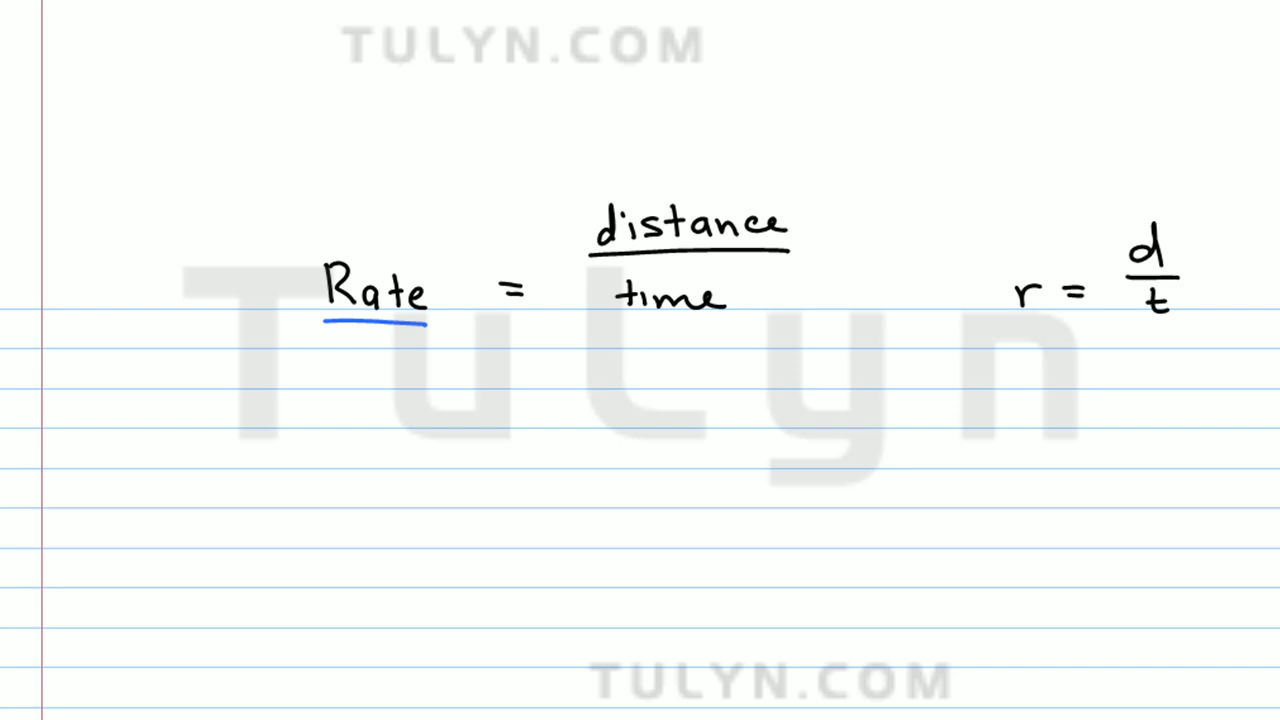 TULYN.COM
Rate = distance/time r = d/t
TuLyn
TULYN.COM